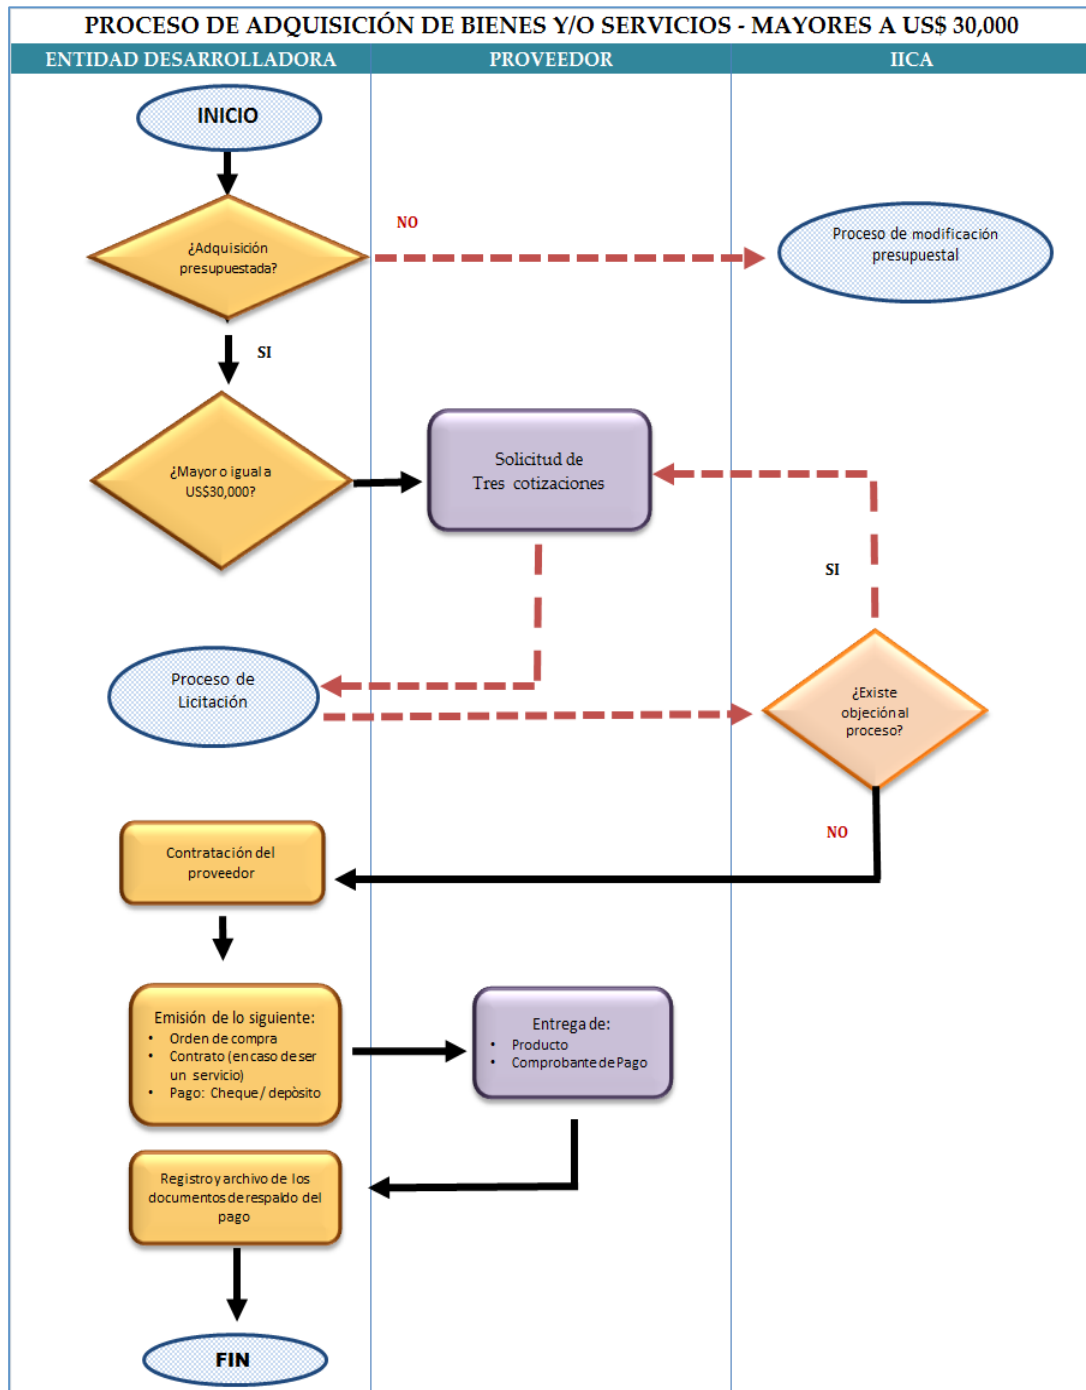 PROCESO DE ADQUISICIÓN DE BIENES Y/O SERVICIOS - MAYORES A US$ 30,000
ENTIDAD DESARROLLADORA
PROVEEDOR
IICA
INICIO
¿Adquisición
presupuestada?
NO
Proceso de modificación
presupuestal
SI
¿Mayor o igual a
US$30,000?
Solicitud de
Tres cotizaciones
SI
Proceso de
Licitación
¿Existe
objeción al
proceso?
NO
Contratación del
proveedor
Emisión de lo siguiente:
• Orden de compra
• Contrato (en caso de ser
un servicio)
• Pago: Cheque / depòsito
Entrega de:
• Producto
• Comprobante de Pago
Registro y archivo de los
documentos de respaldo del
pago
FIN